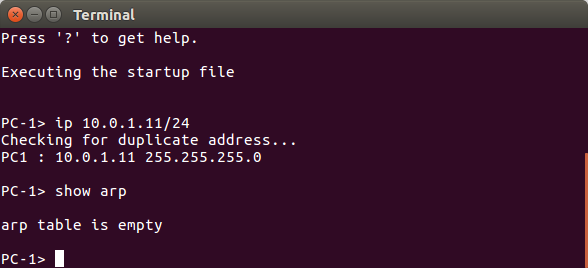 Terminal
Press '?' to get help.
Executing the startup file
PC-1> ip 10.0.1.11/24
Checking for duplicate address...
PC1 : 10.0.1.11 255.255.255.0
PC-1> show arp
arp table is empty
PC-1>